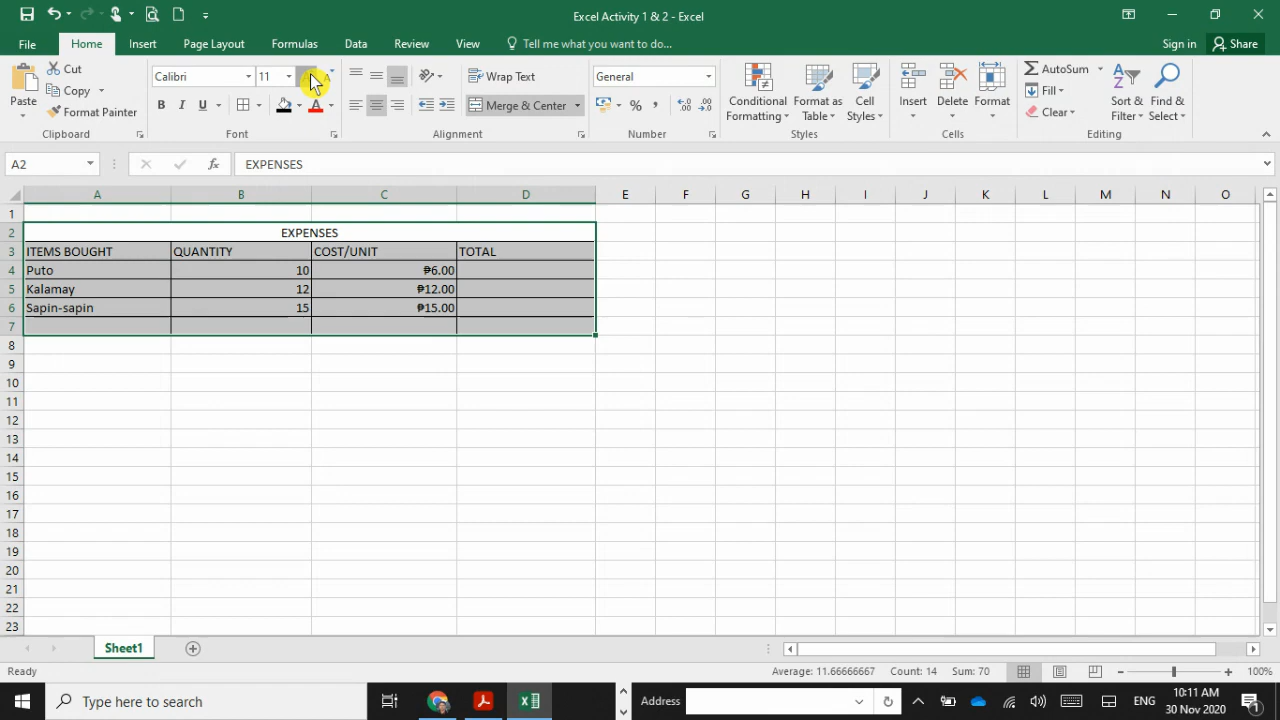 Excel Activity 1 & 2 - Excel
File Home Insert Page Layout Formulas Data Review View Tell me what you want to do... Sign in Share
Cut
Copy
Format Painter
Paste
Clipboard
Calibri 11
B I U A
Font
Wrap Text
Merge & Center
Alignment
General
% ,
Number
Conditional Formatting
Format as Table
Cell Styles
Styles
Insert Delete Format
Cells
AutoSum
Fill
Clear
Sort & Filter
Find & Select
Editing
A2 fx EXPENSES
A B C D E F G H I J K L M N O
1
2 EXPENSES
3 ITEMS BOUGHT QUANTITY COST/UNIT TOTAL
4 Puto 10 ₱6.00
5 Kalamay 12 ₱12.00
6 Sapin-sapin 15 ₱15.00
7
8
9
10
11
12
13
14
15
16
17
18
19
20
21
22
23
Sheet1
Ready Average: 11.66666667 Count: 14 Sum: 70 100%
Type here to search Address ENG 10:11 AM
30 Nov 2020 1